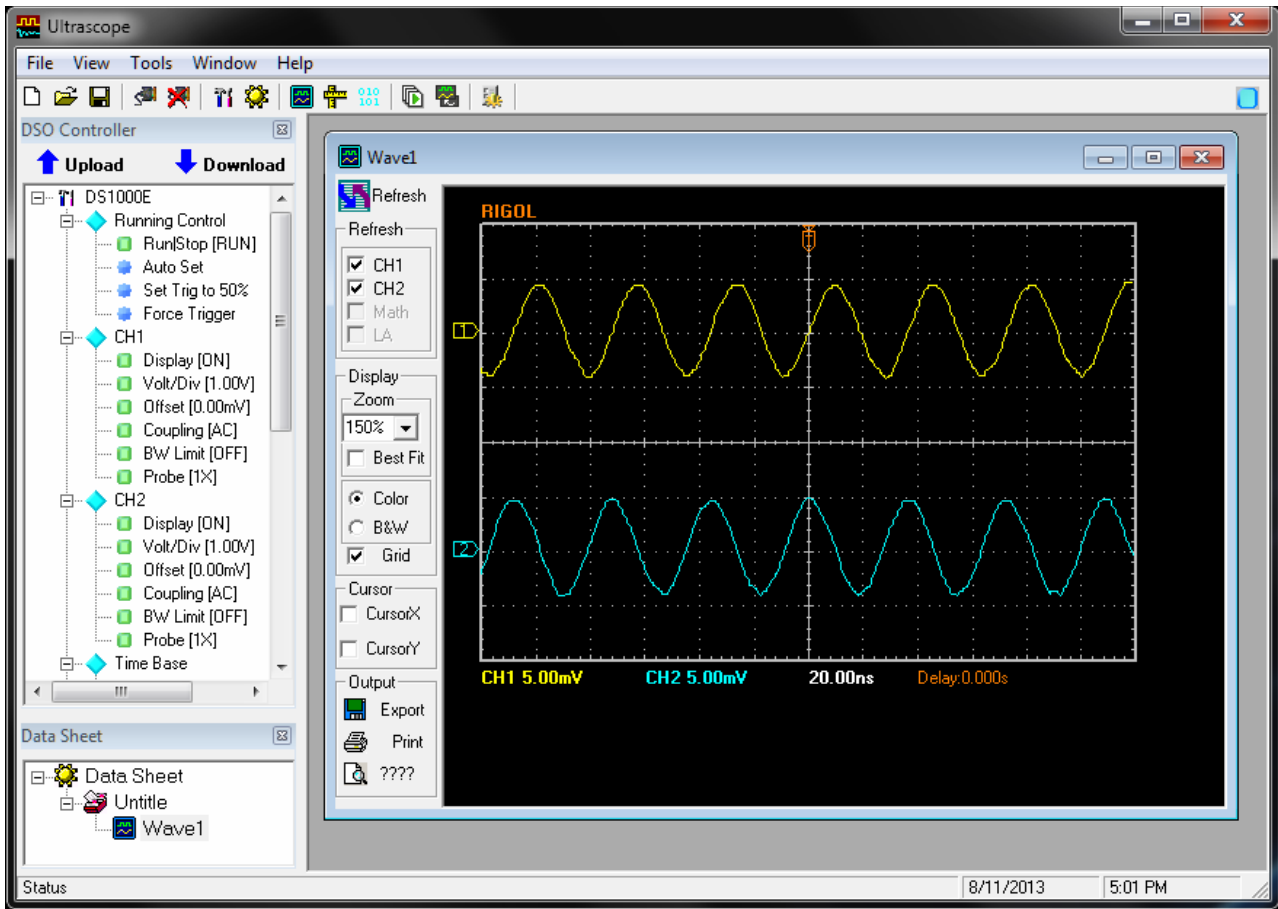 Ultrascope
File View Tools Window Help
010
101
DSO Controller
Upload Download
DS1000E
Running Control
Run|Stop [RUN]
Auto Set
Set Trig to 50%
Force Trigger
CH1
Display [ON]
Volt/Div [1.00V]
Offset [0.00mV]
Coupling [AC]
BW Limit [OFF]
Probe [1X]
CH2
Display [ON]
Volt/Div [1.00V]
Offset [0.00mV]
Coupling [AC]
BW Limit [OFF]
Probe [1X]
Time Base
Data Sheet
Data Sheet
Untitle
Wave1
Wave1
Refresh
Refresh
CH1
CH2
Math
LA
Display
Zoom
150%
Best Fit
Color
B&W
Grid
Cursor
CursorX
CursorY
Output
Export
Print
????
RIGOL
T
1
2
CH1 5.00mV CH2 5.00mV 20.00ns Delay:0.000s
Status 8/11/2013 5:01 PM